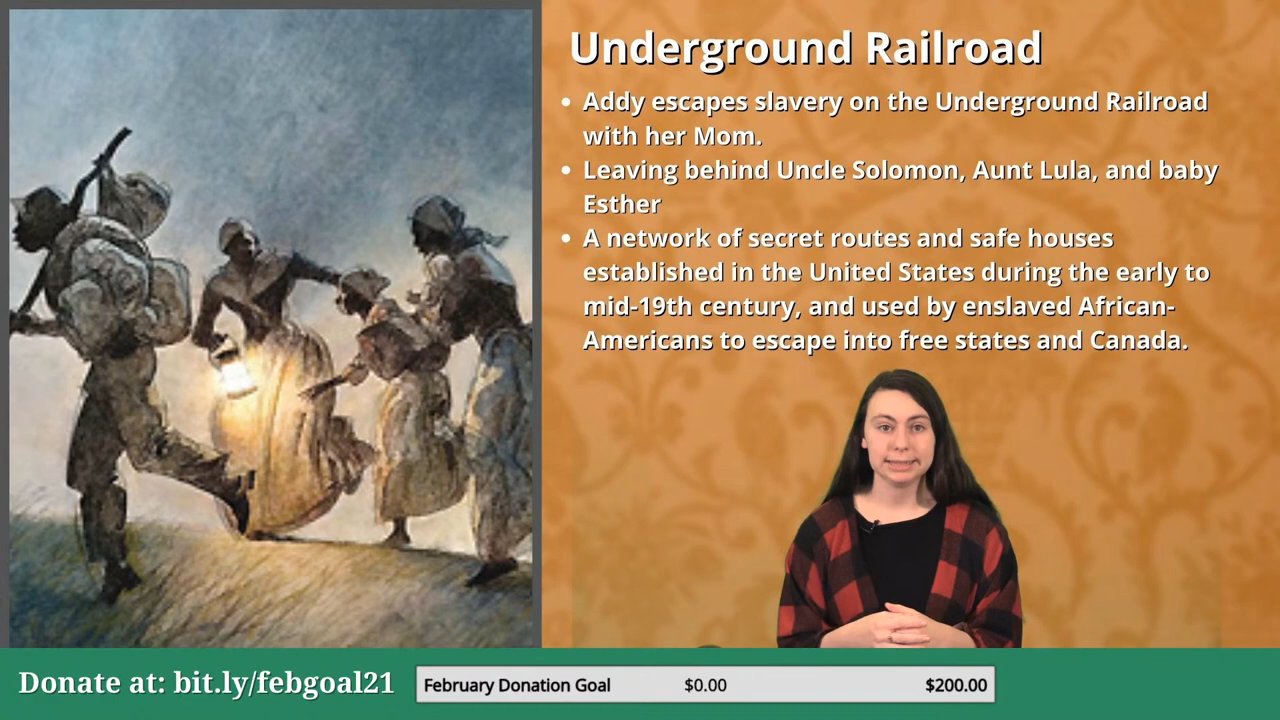 Underground Railroad
• Addy escapes slavery on the Underground Railroad
with her Mom.
• Leaving behind Uncle Solomon, Aunt Lula, and baby
Esther
• A network of secret routes and safe houses
established in the United States during the early to
mid-19th century, and used by enslaved African-
Americans to escape into free states and Canada.
Donate at: bit.ly/febgoal21
February Donation Goal $0.00 $200.00